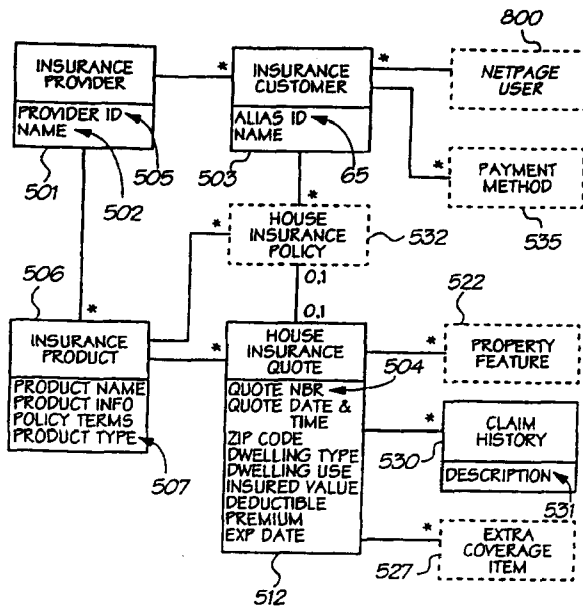 800
INSURANCE
PROVIDER
*
INSURANCE
CUSTOMER
*
NETPAGE
USER
PROVIDER ID
NAME
ALIAS ID
NAME
501
505
502
503
65
*
PAYMENT
METHOD
535
*
*
HOUSE
INSURANCE
POLICY
532
506
*
0,1
0,1
522
INSURANCE
PRODUCT
*
HOUSE
INSURANCE
QUOTE
504
*
PROPERTY
FEATURE
PRODUCT NAME
PRODUCT INFO
POLICY TERMS
PRODUCT TYPE
507
QUOTE NBR
QUOTE DATE &
TIME
ZIP CODE
DWELLING TYPE
DWELLING USE
INSURED VALUE
DEDUCTIBLE
PREMIUM
EXP DATE
512
*
530
CLAIM
HISTORY
DESCRIPTION
531
*
527
EXTRA
COVERAGE
ITEM